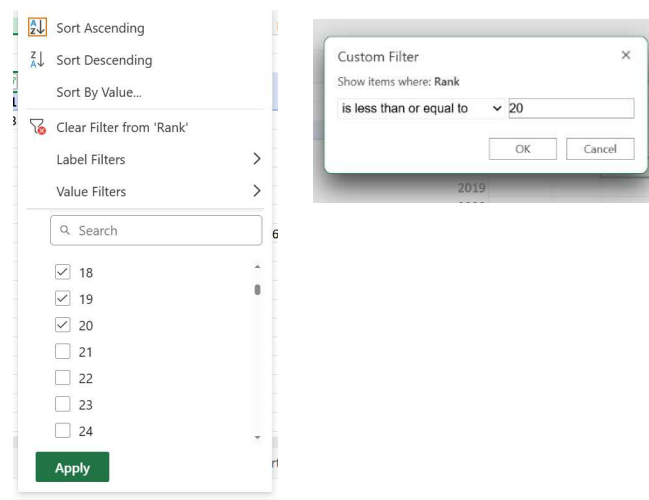 Sort Ascending
Sort Descending
Sort By Value...
Clear Filter from 'Rank'
Label Filters
Value Filters
Search
18
19
20
21
22
23
24
Apply
Custom Filter
Show items where: Rank
is less than or equal to 20
OK Cancel
2019